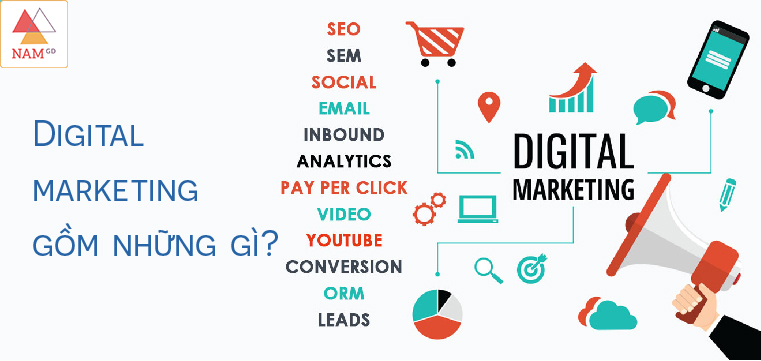 NAM GD
Digital
marketing
gồm những gì?
SEO
SEM
SOCIAL
EMAIL
INBOUND
ANALYTICS
PAY PER CLICK
VIDEO
YOUTUBE
CONVERSION
ORM
LEADS
DIGITAL
MARKETING